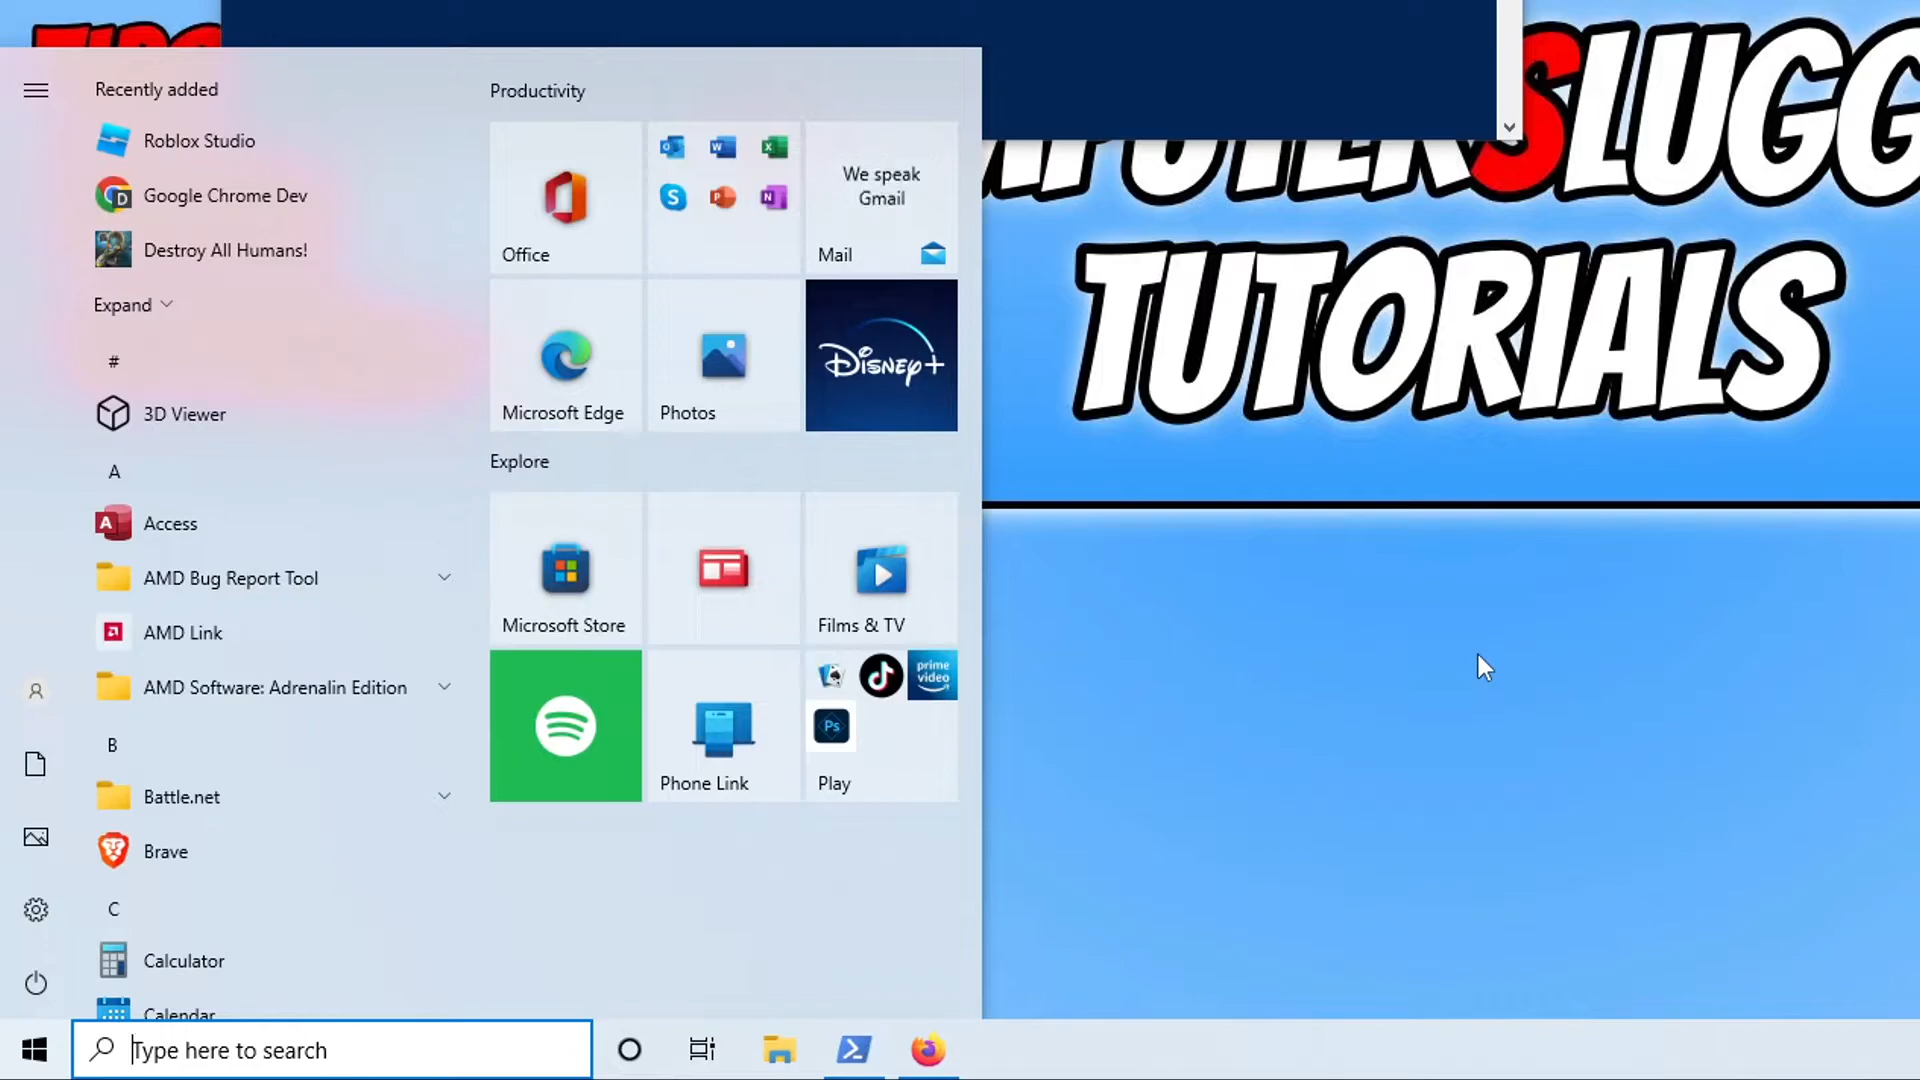 TIPS
Recently added
Roblox Studio
Google Chrome Dev
Destroy All Humans!
Expand
#
3D Viewer
A
Access
AMD Bug Report Tool
AMD Link
AMD Software: Adrenalin Edition
B
Battle.net
Brave
C
Calculator
Calendar
Type here to search
Productivity
Office
We speak
Gmail
Mail
Microsoft Edge
Photos
Disney+
Explore
Microsoft Store
Films & TV
Phone Link
prime
video
Ps
Play
MPUTERSLUGG
TUTORIALS